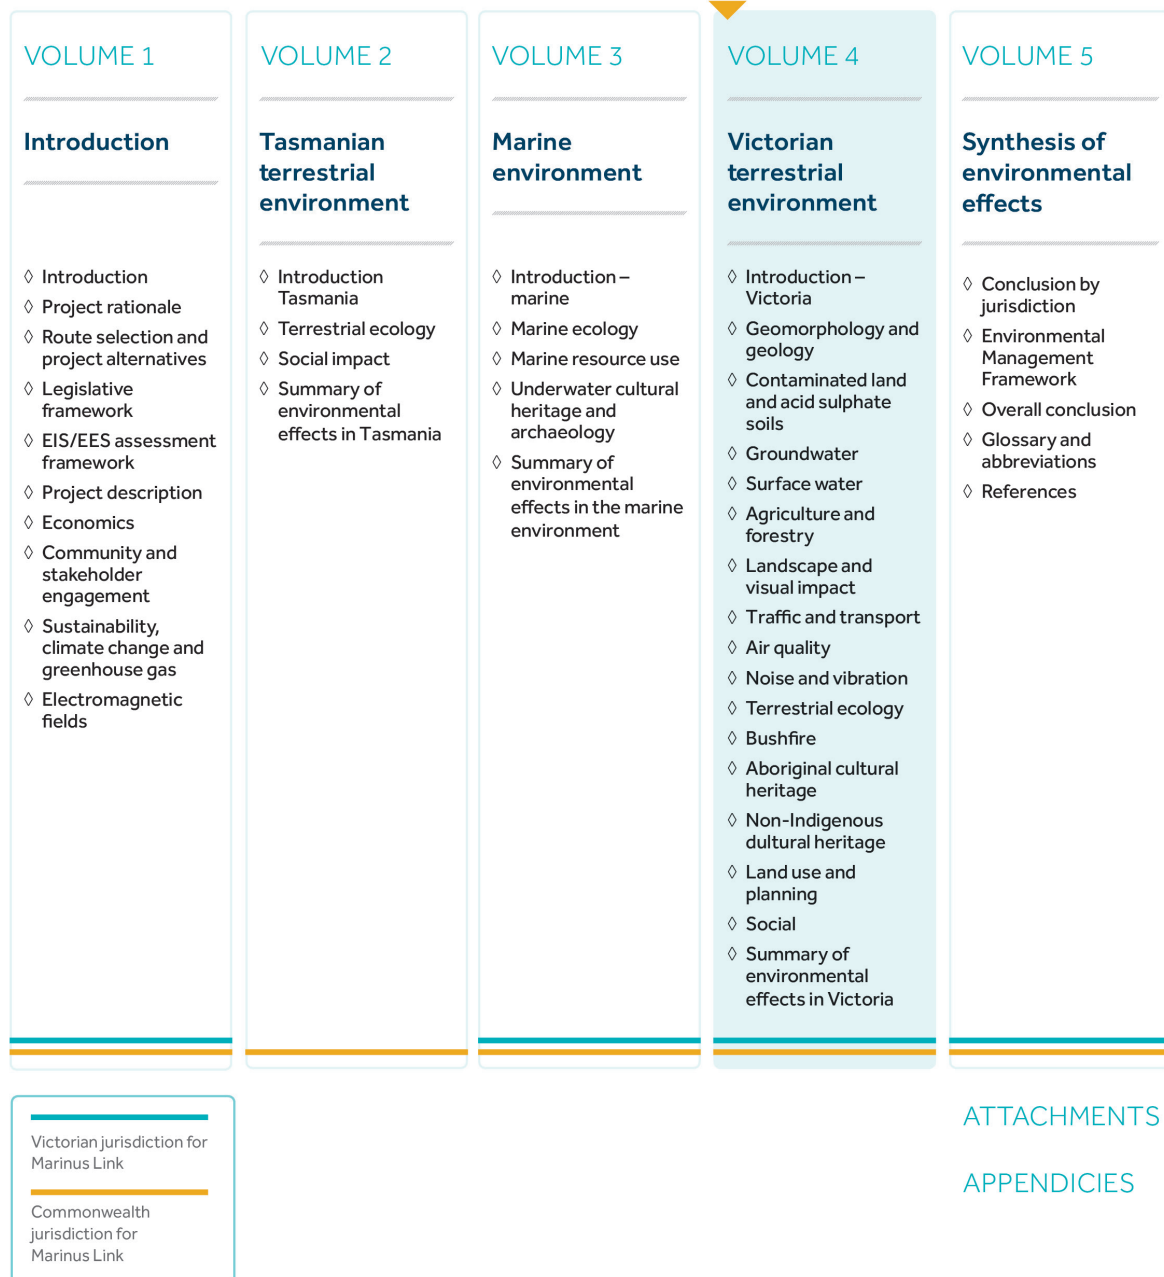 VOLUME 1
Introduction
◊ Introduction
◊ Project rationale
◊ Route selection and
project alternatives
◊ Legislative
framework
◊ EIS/EES assessment
framework
◊ Project description
◊ Economics
◊ Community and
stakeholder
engagement
◊ Sustainability,
climate change and
greenhouse gas
◊ Electromagnetic
fields
VOLUME 2
Tasmanian
terrestrial
environment
◊ Introduction
Tasmania
◊ Terrestrial ecology
◊ Social impact
◊ Summary of
environmental
effects in Tasmania
VOLUME 3
Marine
environment
◊ Introduction –
marine
◊ Marine ecology
◊ Marine resource use
◊ Underwater cultural
heritage and
archaeology
◊ Summary of
environmental
effects in the marine
environment
VOLUME 4
Victorian
terrestrial
environment
◊ Introduction –
Victoria
◊ Geomorphology and
geology
◊ Contaminated land
and acid sulphate
soils
◊ Groundwater
◊ Surface water
◊ Agriculture and
forestry
◊ Landscape and
visual impact
◊ Traffic and transport
◊ Air quality
◊ Noise and vibration
◊ Terrestrial ecology
◊ Bushfire
◊ Aboriginal cultural
heritage
◊ Non-Indigenous
dultural heritage
◊ Land use and
planning
◊ Social
◊ Summary of
environmental
effects in Victoria
VOLUME 5
Synthesis of
environmental
effects
◊ Conclusion by
jurisdiction
◊ Environmental
Management
Framework
◊ Overall conclusion
◊ Glossary and
abbreviations
◊ References
Victorian jurisdiction for
Marinus Link
Commonwealth
jurisdiction for
Marinus Link
ATTACHMENTS
APPENDICIES